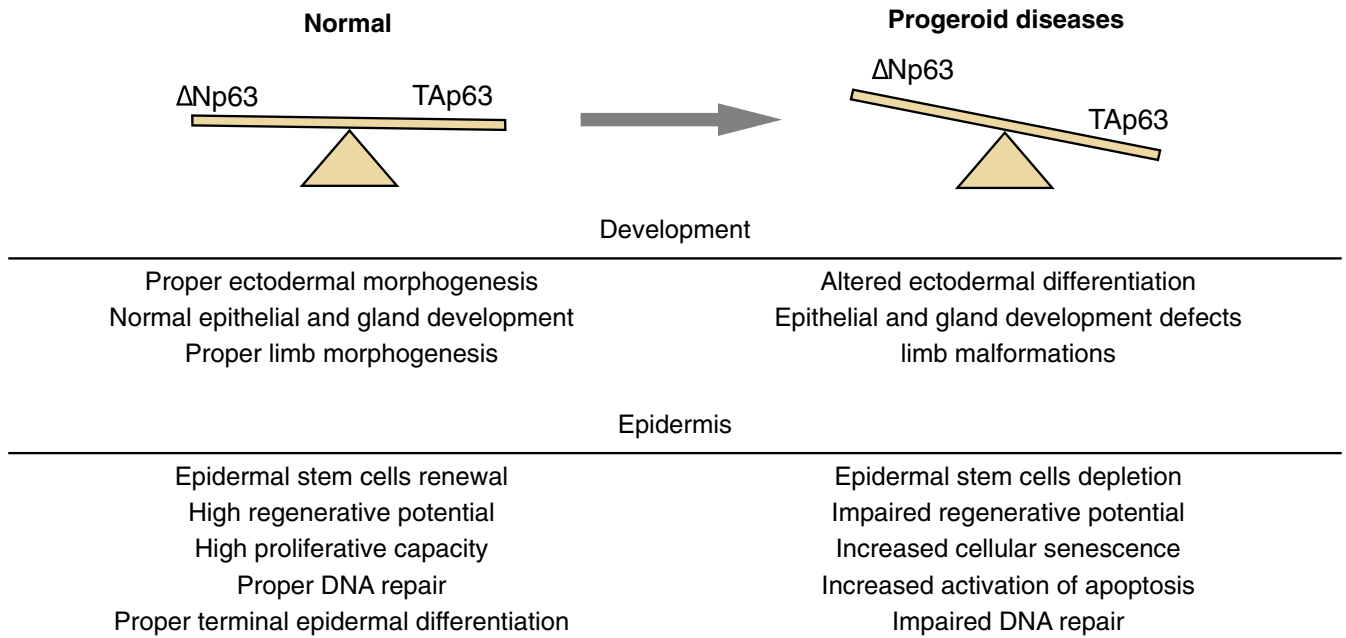 Normal
Progeroid diseases
ΔNp63
TAp63
ΔNp63
TAp63
Development
Proper ectodermal morphogenesis
Altered ectodermal differentiation
Normal epithelial and gland development
Epithelial and gland development defects
Proper limb morphogenesis
limb malformations
Epidermis
Epidermal stem cells renewal
Epidermal stem cells depletion
High regenerative potential
Impaired regenerative potential
High proliferative capacity
Increased cellular senescence
Proper DNA repair
Increased activation of apoptosis
Proper terminal epidermal differentiation
Impaired DNA repair